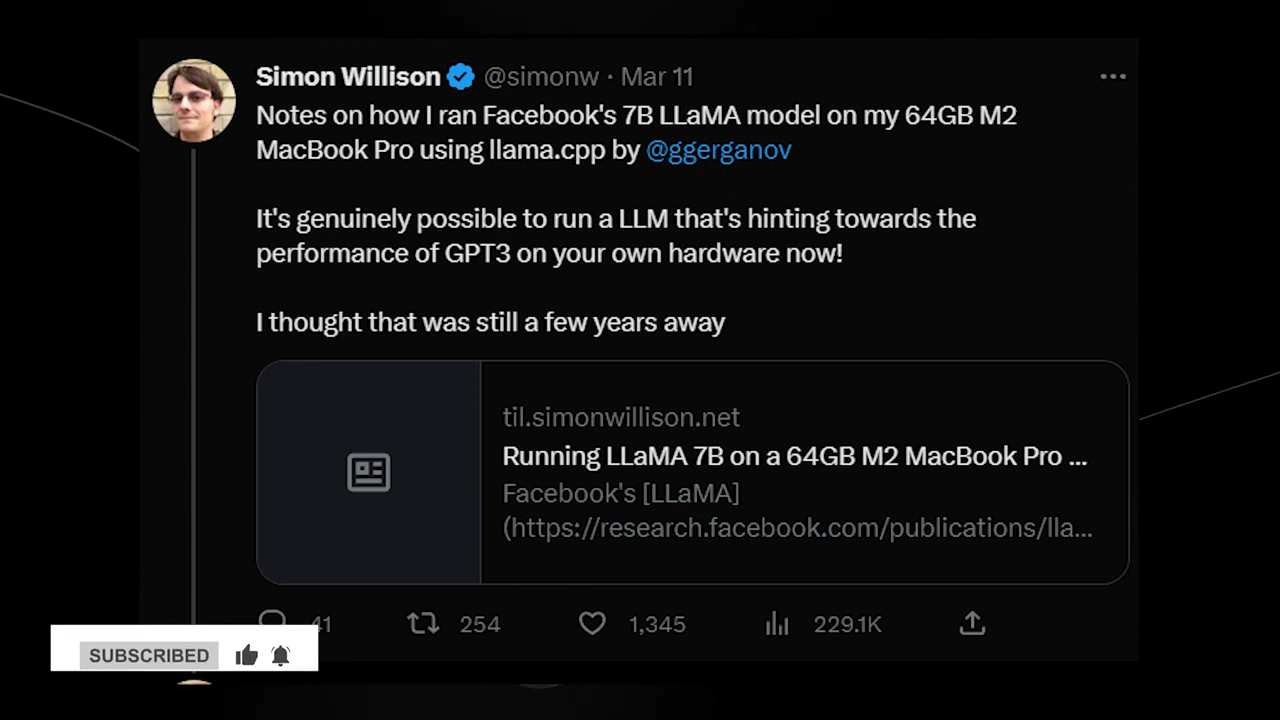 Simon Willison @simonw · Mar 11
Notes on how I ran Facebook's 7B LLaMA model on my 64GB M2
MacBook Pro using llama.cpp by @ggerganov
It's genuinely possible to run a LLM that's hinting towards the
performance of GPT3 on your own hardware now!
I thought that was still a few years away
til.simonwillison.net
Running LLaMA 7B on a 64GB M2 MacBook Pro ...
Facebook's [LLaMA]
(https://research.facebook.com/publications/lla...
41 254 1,345 229.1K
SUBSCRIBED